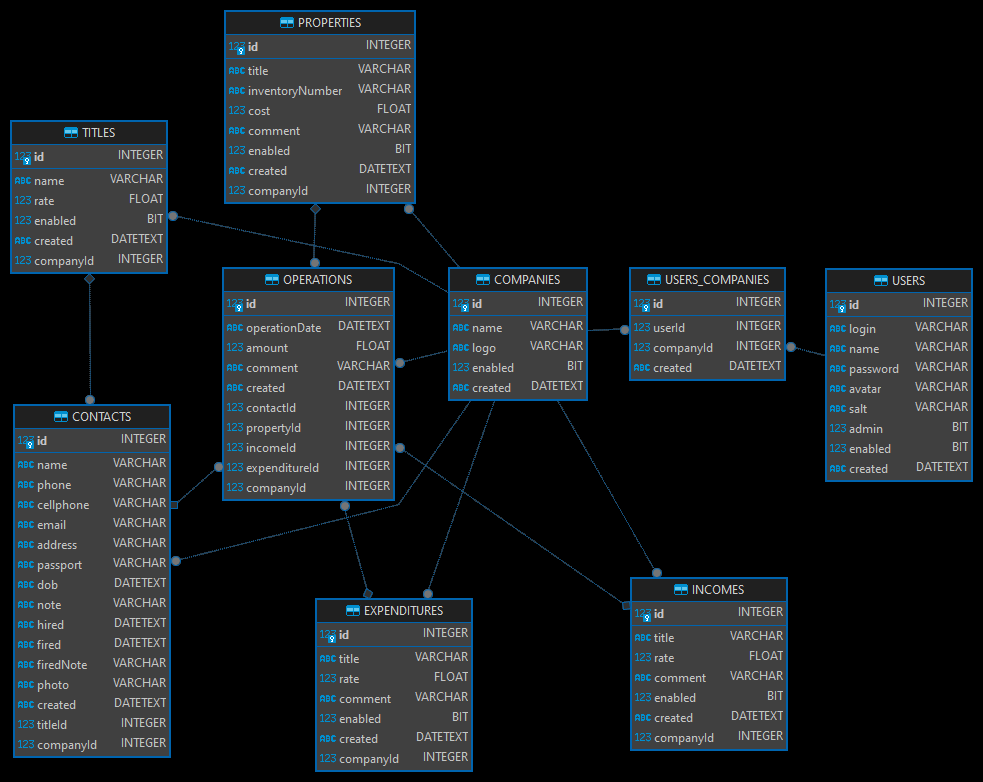 PROPERTIES
123 id INTEGER
ABC title VARCHAR
ABC inventoryNumber VARCHAR
123 cost FLOAT
ABC comment VARCHAR
123 enabled BIT
ABC created DATETEXT
123 companyId INTEGER
TITLES
123 id INTEGER
ABC name VARCHAR
123 rate FLOAT
123 enabled BIT
ABC created DATETEXT
123 companyId INTEGER
OPERATIONS
123 id INTEGER
ABC operationDate DATETEXT
123 amount FLOAT
ABC comment VARCHAR
ABC created DATETEXT
123 contactId INTEGER
123 propertyId INTEGER
123 incomeId INTEGER
123 expenditureId INTEGER
123 companyId INTEGER
COMPANIES
123 id INTEGER
ABC name VARCHAR
ABC logo VARCHAR
123 enabled BIT
ABC created DATETEXT
USERS_COMPANIES
123 id INTEGER
123 userId INTEGER
123 companyId INTEGER
ABC created DATETEXT
USERS
123 id INTEGER
ABC login VARCHAR
ABC name VARCHAR
ABC password VARCHAR
ABC avatar VARCHAR
ABC salt VARCHAR
123 admin BIT
123 enabled BIT
ABC created DATETEXT
CONTACTS
123 id INTEGER
ABC name VARCHAR
ABC phone VARCHAR
ABC cellphone VARCHAR
ABC email VARCHAR
ABC address VARCHAR
ABC passport VARCHAR
ABC dob DATETEXT
ABC note VARCHAR
ABC hired DATETEXT
ABC fired DATETEXT
ABC firedNote VARCHAR
ABC photo VARCHAR
ABC created DATETEXT
123 titleId INTEGER
123 companyId INTEGER
EXPENDITURES
123 id INTEGER
ABC title VARCHAR
123 rate FLOAT
ABC comment VARCHAR
123 enabled BIT
ABC created DATETEXT
123 companyId INTEGER
INCOMES
123 id INTEGER
ABC title VARCHAR
123 rate FLOAT
ABC comment VARCHAR
123 enabled BIT
ABC created DATETEXT
123 companyId INTEGER